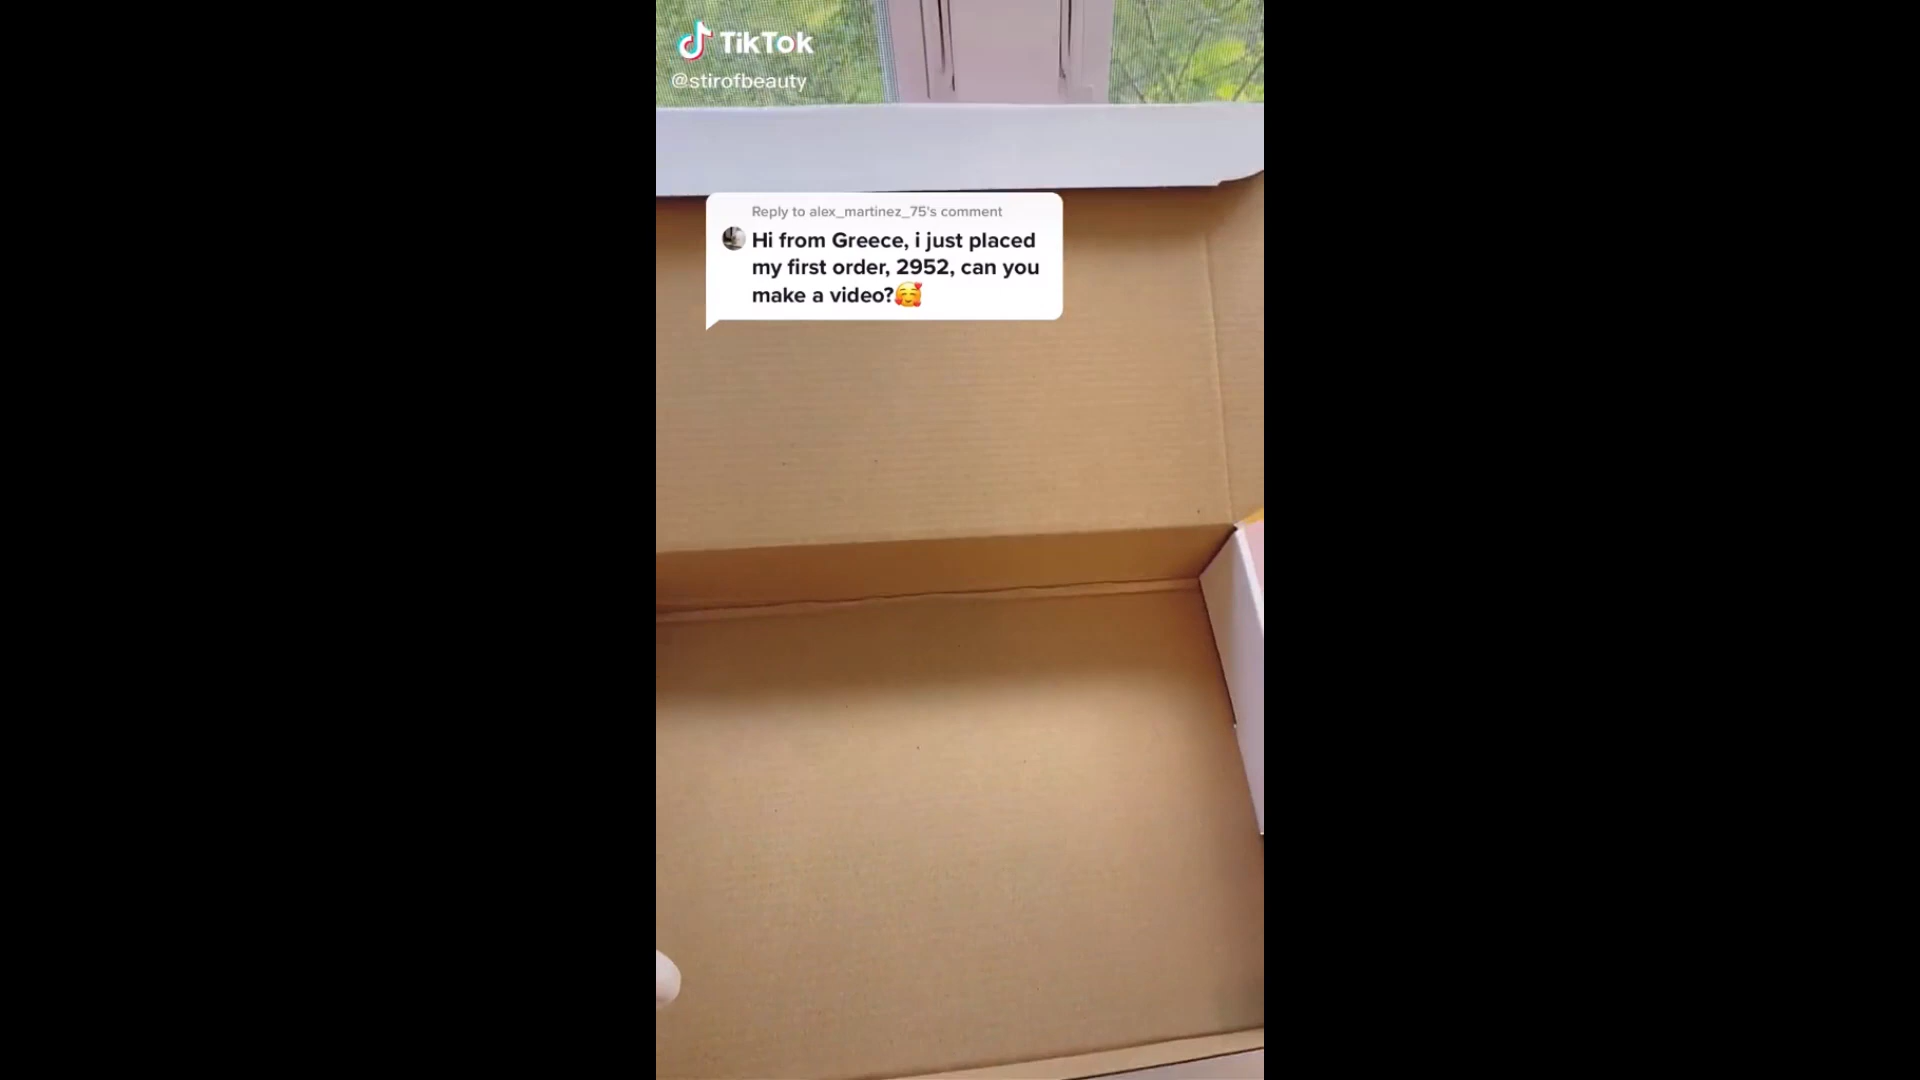 TikTok
@stirofbeauty
Reply to alex_martinez_75's comment
Hi from Greece, i just placed
my first order, 2952, can you
make a video?🥰